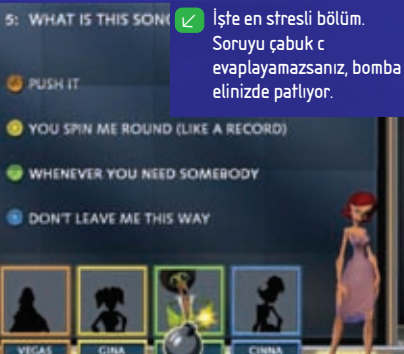 5: WHAT IS THIS SONG
İşte en stresli bölüm.
Soruyu çabuk c
evaplayamazsanız, bomba
elinizde patlıyor.
PUSH IT
YOU SPIN ME ROUND (LIKE A RECORD)
WHENEVER YOU NEED SOMEBODY
DON'T LEAVE ME THIS WAY
VEGAS
GINA
CINNA